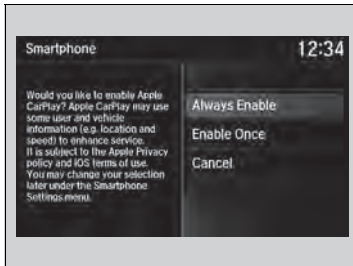 Smartphone
12:34
Would you like to enable Apple
CarPlay? Apple CarPlay may use
some user and vehicle
information (e.g. location and
speed) to enhance service.
It is subject to the Apple Privacy
policy and iOS terms of use.
You may change your selection
later under the Smartphone
Settings menu.
Always Enable
Enable Once
Cancel